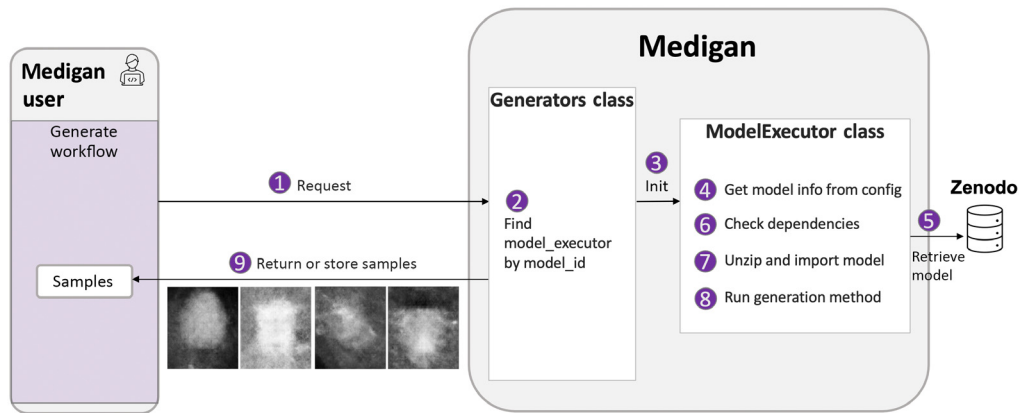 Medigan
user
Generate
workflow
Samples
1 Request
9 Return or store samples
Medigan
Generators class
2
Find
model_executor
by model_id
3
Init
ModelExecutor class
4 Get model info from config
6 Check dependencies
7 Unzip and import model
8 Run generation method
5
Retrieve
model
Zenodo